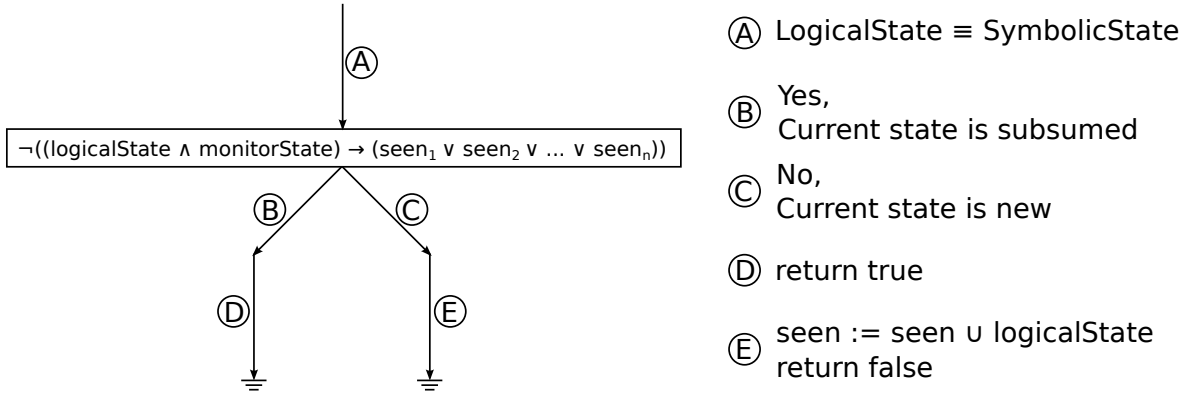 A
¬((logicalState ∧ monitorState) → (seen₁ ∨ seen₂ ∨ ... ∨ seenₙ))
B
C
D
E
A LogicalState ≡ SymbolicState
B Yes,
Current state is subsumed
C No,
Current state is new
D return true
E seen := seen ∪ logicalState
return false